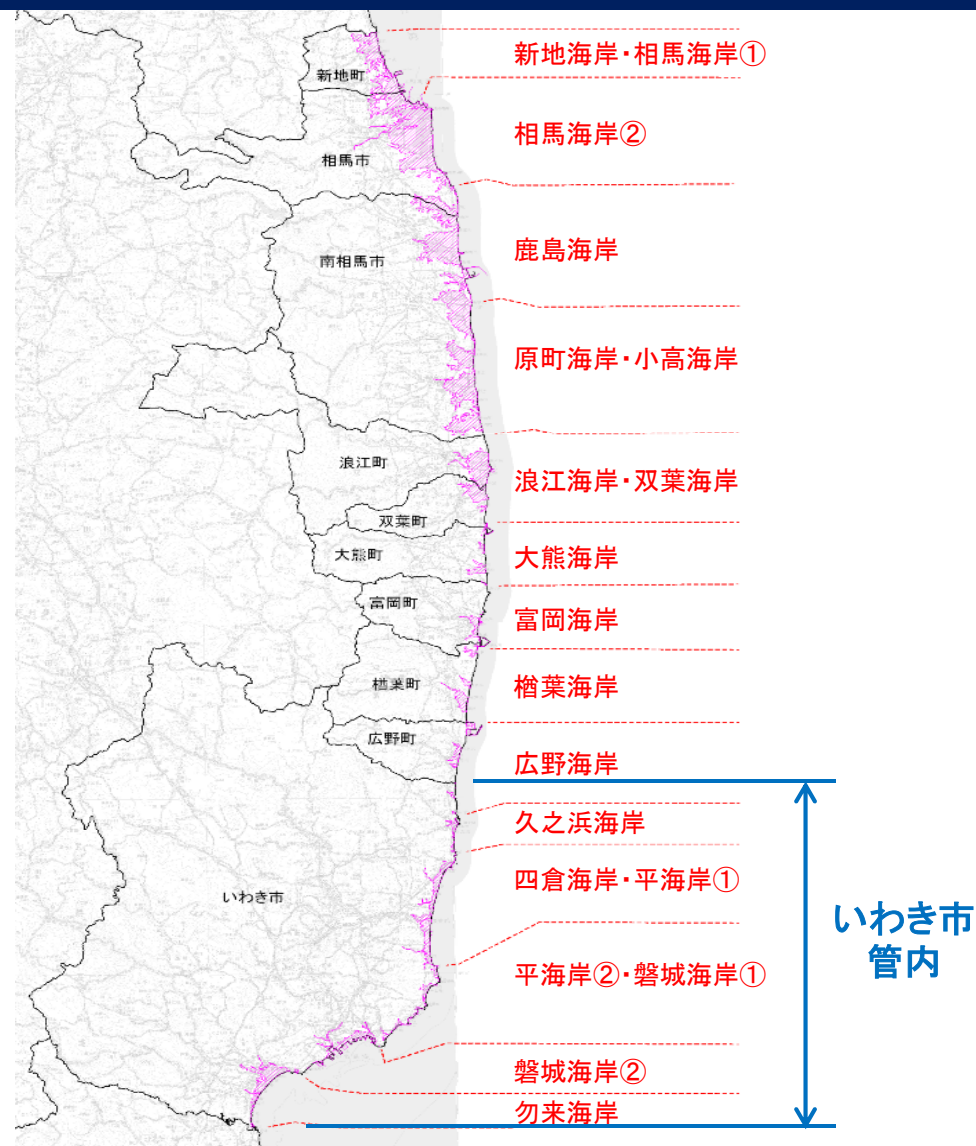 新地海岸・相馬海岸①
新地町
相馬海岸②
相馬市
鹿島海岸
南相馬市
原町海岸・小高海岸
浪江町
浪江海岸・双葉海岸
双葉町
大熊町
大熊海岸
富岡町
富岡海岸
楢葉町
楢葉海岸
広野町
広野海岸
久之浜海岸
四倉海岸・平海岸①
いわき市
いわき市
管内
平海岸②・磐城海岸①
磐城海岸②
勿来海岸